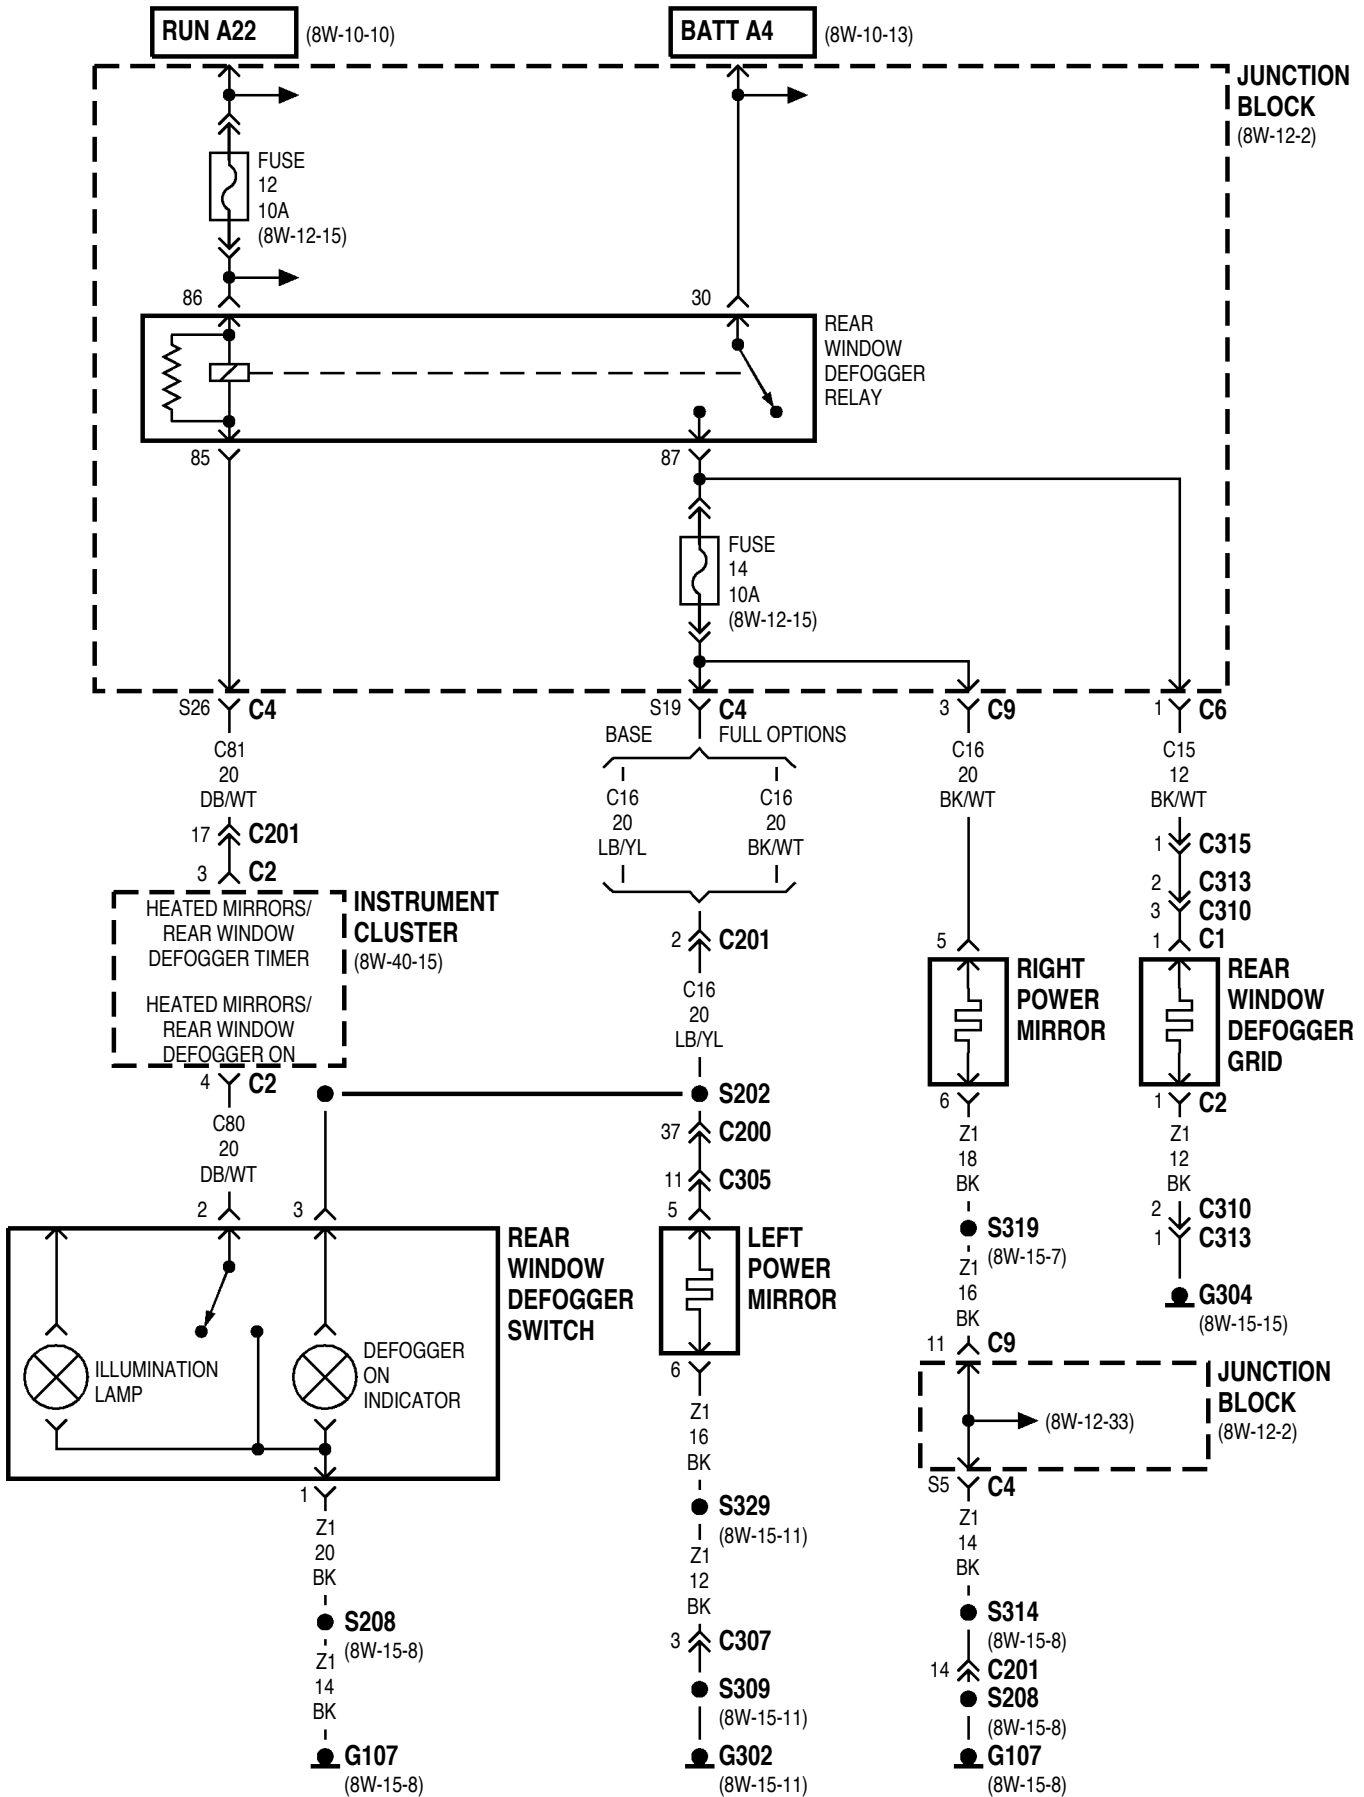 RUN A22
(8W-10-10)
BATT A4
(8W-10-13)
JUNCTION
BLOCK
(8W-12-2)
FUSE
12
10A
(8W-12-15)
86
30
REAR
WINDOW
DEFOGGER
RELAY
85
87
FUSE
14
10A
(8W-12-15)
S26
C4
S19
C4
3
C9
1
C6
BASE
FULL OPTIONS
C81
20
DB/WT
C16
20
LB/YL
C16
20
BK/WT
C16
20
BK/WT
C15
12
BK/WT
17
C201
3
C2
1
C315
2
C313
3
C310
1
C1
INSTRUMENT
CLUSTER
(8W-40-15)
HEATED MIRRORS/
REAR WINDOW
DEFOGGER TIMER
HEATED MIRRORS/
REAR WINDOW
DEFOGGER ON
2
C201
C16
20
LB/YL
5
RIGHT
POWER
MIRROR
REAR
WINDOW
DEFOGGER
GRID
4
C2
C80
20
DB/WT
S202
37
C200
11
C305
5
6
Z1
18
BK
1
C2
Z1
12
BK
2
3
REAR
WINDOW
DEFOGGER
SWITCH
LEFT
POWER
MIRROR
S319
(8W-15-7)
Z1
16
BK
2
C310
1
C313
G304
(8W-15-15)
ILLUMINATION
LAMP
DEFOGGER
ON
INDICATOR
6
Z1
16
BK
11
C9
JUNCTION
BLOCK
(8W-12-2)
(8W-12-33)
S5
C4
1
Z1
20
BK
S329
(8W-15-11)
Z1
12
BK
Z1
14
BK
S208
(8W-15-8)
Z1
14
BK
3
C307
S309
(8W-15-11)
S314
(8W-15-8)
14
C201
S208
(8W-15-8)
G107
(8W-15-8)
G302
(8W-15-11)
G107
(8W-15-8)